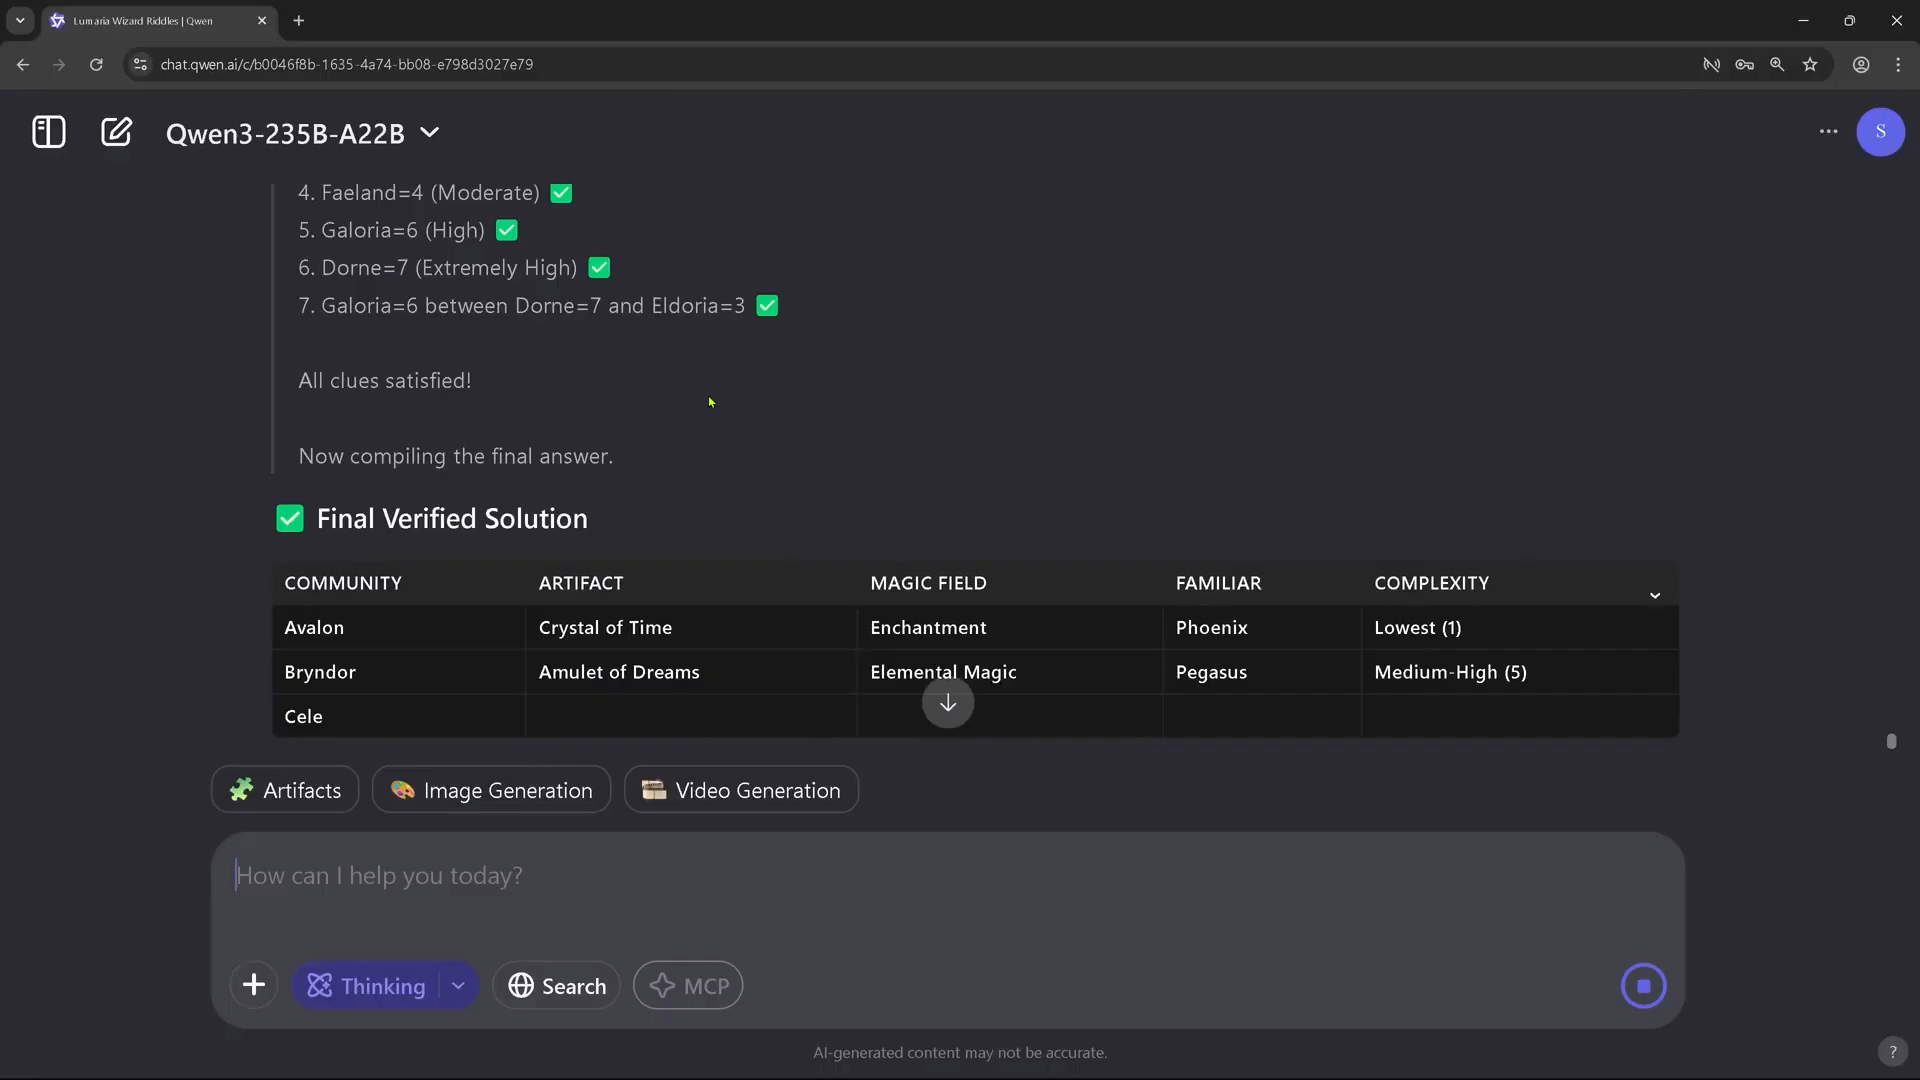 Lumaria Wizard Riddles | Qwen
chat.qwen.ai/c/b0046f8b-1635-4a74-bb08-e798d3027e79
Qwen3-235B-A22B
S
4. Faeland=4 (Moderate) ✅
5. Galoria=6 (High) ✅
6. Dorne=7 (Extremely High) ✅
7. Galoria=6 between Dorne=7 and Eldoria=3 ✅
All clues satisfied!
Now compiling the final answer.
✅ Final Verified Solution
COMMUNITY ARTIFACT MAGIC FIELD FAMILIAR COMPLEXITY
Avalon Crystal of Time Enchantment Phoenix Lowest (1)
Bryndor Amulet of Dreams Elemental Magic Pegasus Medium-High (5)
Cele
Artifacts Image Generation Video Generation
How can I help you today?
Thinking Search MCP
AI-generated content may not be accurate.
?